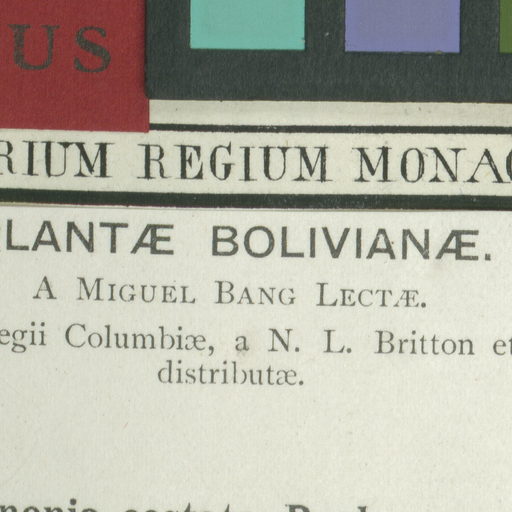 US
RIUM REGIUM MONAC
LANTÆ BOLIVIANÆ.
A MIGUEL BANG LECTÆ.
egii Columbiæ, a N. L. Britton et
distributæ.